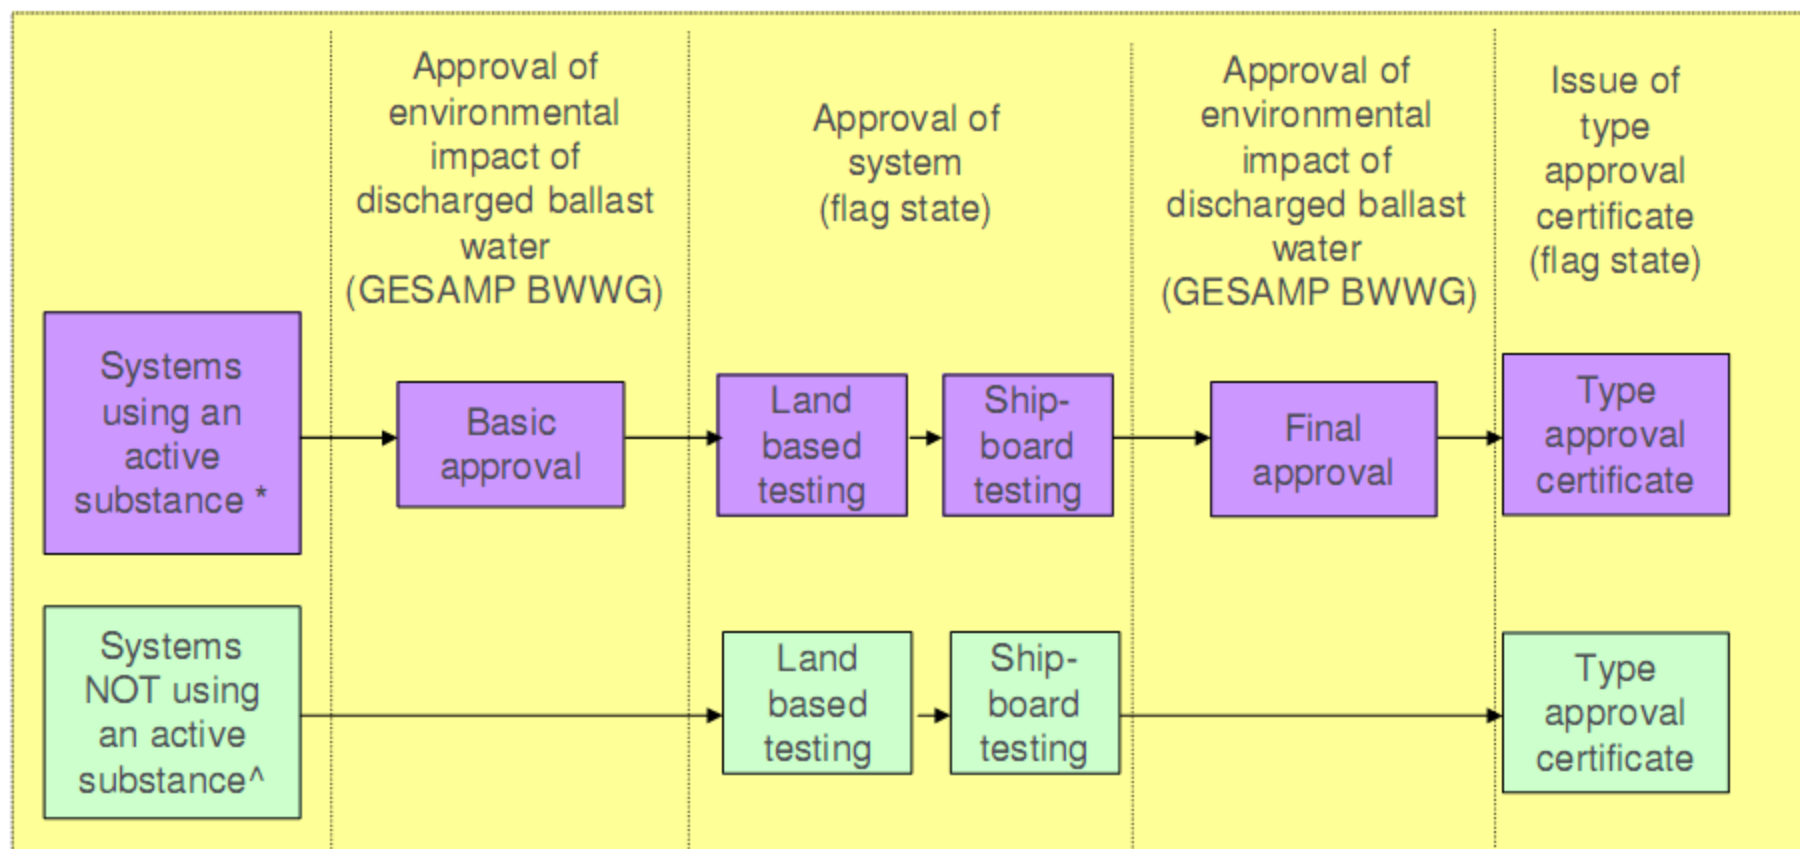 Approval of
environmental
impact of
discharged ballast
water
(GESAMP BWWG)
Approval of
system
(flag state)
Approval of
environmental
impact of
discharged ballast
water
(GESAMP BWWG)
Issue of
type
approval
certificate
(flag state)
Systems
using an
active
substance *
Basic
approval
Land
based
testing
Ship-
board
testing
Final
approval
Type
approval
certificate
Systems
NOT using
an active
substance^
Land
based
testing
Ship-
board
testing
Type
approval
certificate